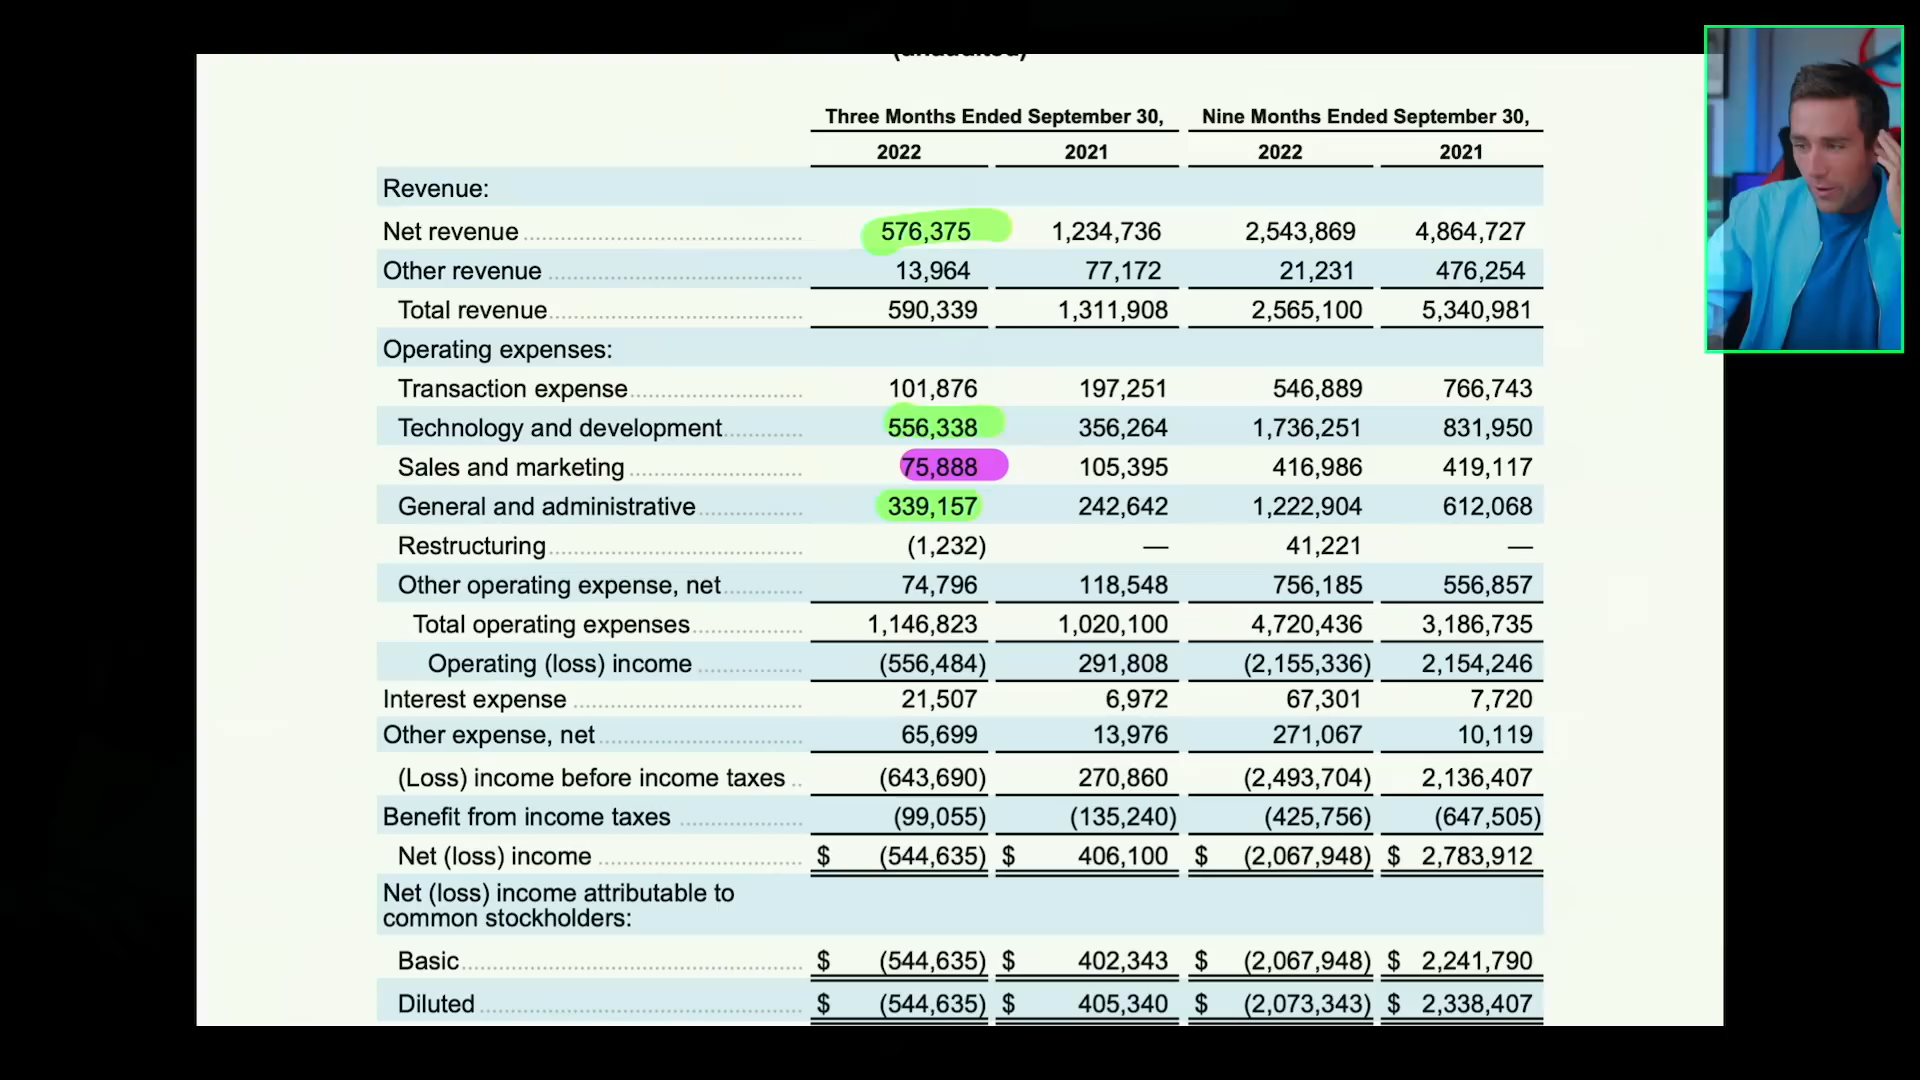 (unaudited)
Three Months Ended September 30, Nine Months Ended September 30,
2022 2021 2022 2021
Revenue:
Net revenue 576,375 1,234,736 2,543,869 4,864,727
Other revenue 13,964 77,172 21,231 476,254
Total revenue 590,339 1,311,908 2,565,100 5,340,981
Operating expenses:
Transaction expense 101,876 197,251 546,889 766,743
Technology and development 556,338 356,264 1,736,251 831,950
Sales and marketing 75,888 105,395 416,986 419,117
General and administrative 339,157 242,642 1,222,904 612,068
Restructuring (1,232) — 41,221 —
Other operating expense, net 74,796 118,548 756,185 556,857
Total operating expenses 1,146,823 1,020,100 4,720,436 3,186,735
Operating (loss) income (556,484) 291,808 (2,155,336) 2,154,246
Interest expense 21,507 6,972 67,301 7,720
Other expense, net 65,699 13,976 271,067 10,119
(Loss) income before income taxes (643,690) 270,860 (2,493,704) 2,136,407
Benefit from income taxes (99,055) (135,240) (425,756) (647,505)
Net (loss) income $ (544,635) $ 406,100 $ (2,067,948) $ 2,783,912
Net (loss) income attributable to
common stockholders:
Basic $ (544,635) $ 402,343 $ (2,067,948) $ 2,241,790
Diluted $ (544,635) $ 405,340 $ (2,073,343) $ 2,338,407